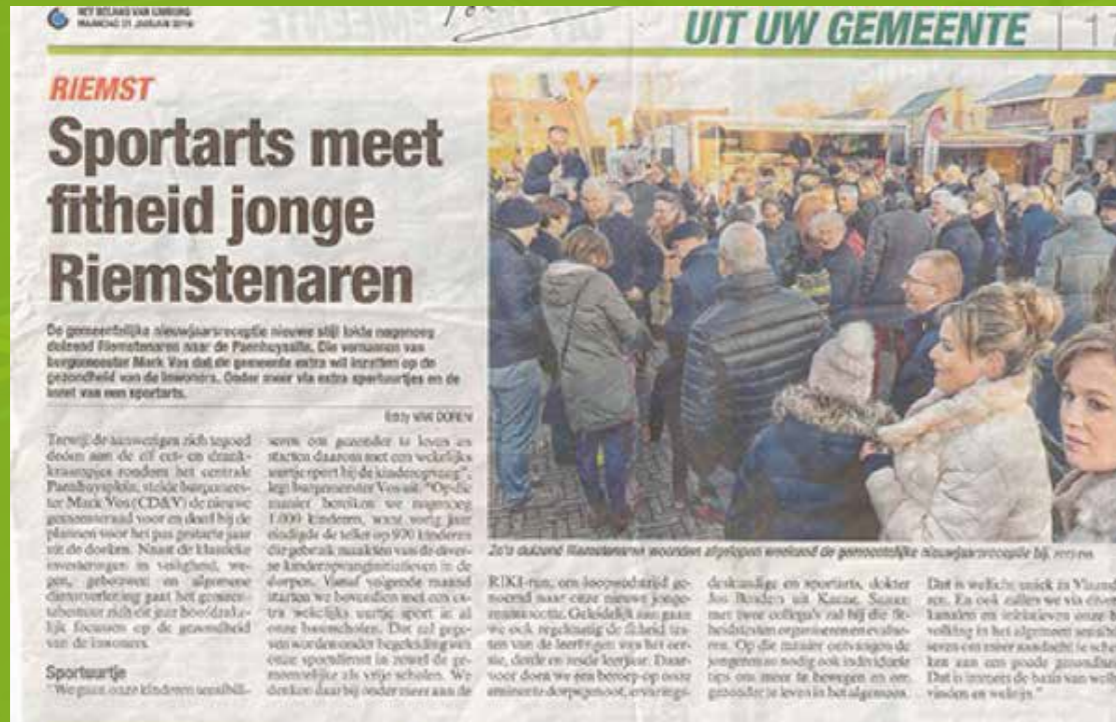 HET BELANG VAN LIMBURG
MAANDAG 21 JANUARI 2019
UIT UW GEMEENTE
RIEMST
Sportarts meet
fitheid jonge
Riemstenaren
De gemeentelijke nieuwjaarsreceptie nieuwe stijl lokte nagenoeg
duizend Riemstenaren naar de Paenhuyssite. Die vernamen van
burgemeester Mark Vos dat de gemeente extra wil inzetten op de
gezondheid van de inwoners. Onder meer via extra sportuurtjes en de
inzet van een sportarts.
Eddy VAN DOREN
Terwijl de aanwezigen zich tegoed
deden aan de elf eet- en drank-
kraampjes rondom het centrale
Paenhuysplein, stelde burgemees-
ter Mark Vos (CD&V) de nieuwe
gemeenteraad voor en deed hij de
plannen voor het pas gestarte jaar
uit de doeken. Naast de klassieke
investeringen in veiligheid, we-
gen, gebouwen en algemene
dienstverlening gaat het gemeen-
tebestuur zich dit jaar hoofdzake-
lijk focussen op de gezondheid
van de inwoners.
Sportuurtje
"We gaan onze kinderen sensibili-
seren om gezonder te leven en
starten daarom met een wekelijks
uurtje sport bij de kinderopvang",
legt burgemeester Vos uit. "Op die
manier bereiken we nagenoeg
1.000 kinderen, want vorig jaar
eindigde de teller op 970 kinderen
die gebruik maakten van de diver-
se kinderopvanginitiatieven in de
dorpen. Vanaf volgende maand
starten we bovendien met een ex-
tra wekelijks uurtje sport in al
onze basisscholen. Dat zal gege-
ven worden onder begeleiding van
onze sportdienst in zowel de ge-
meentelijke als vrije scholen. We
denken daarbij onder meer aan de
Zo'n duizend Riemstenaren woonden afgelopen weekend de gemeentelijke nieuwjaarsreceptie bij.
RIKI-run, een loopwedstrijd ge-
noemd naar onze nieuwe jonge-
renmascotte. Geleidelijk aan gaan
we ook regelmatig de fitheid tes-
ten van de leerlingen van het eer-
ste, derde en zesde leerjaar. Daar-
voor doen we een beroep op onze
eminente dorpsgenoot, ervarings-
deskundige en sportarts, dokter
Jos uit Kanne. Samen
met twee collega's zal hij die fit-
heidstesten organiseren en evalue-
ren. Op die manier ontvangen de
jongeren zo nodig ook individuele
tips om meer te bewegen en om
gezonder te leven in het algemeen.
Dat is wellicht uniek in
En ook zullen we via
kanalen en initiatieven onze
volking in het algemeen
seren om meer aandacht te
ken aan een goede
Dat is immers de basis van
vinden en welzijn."